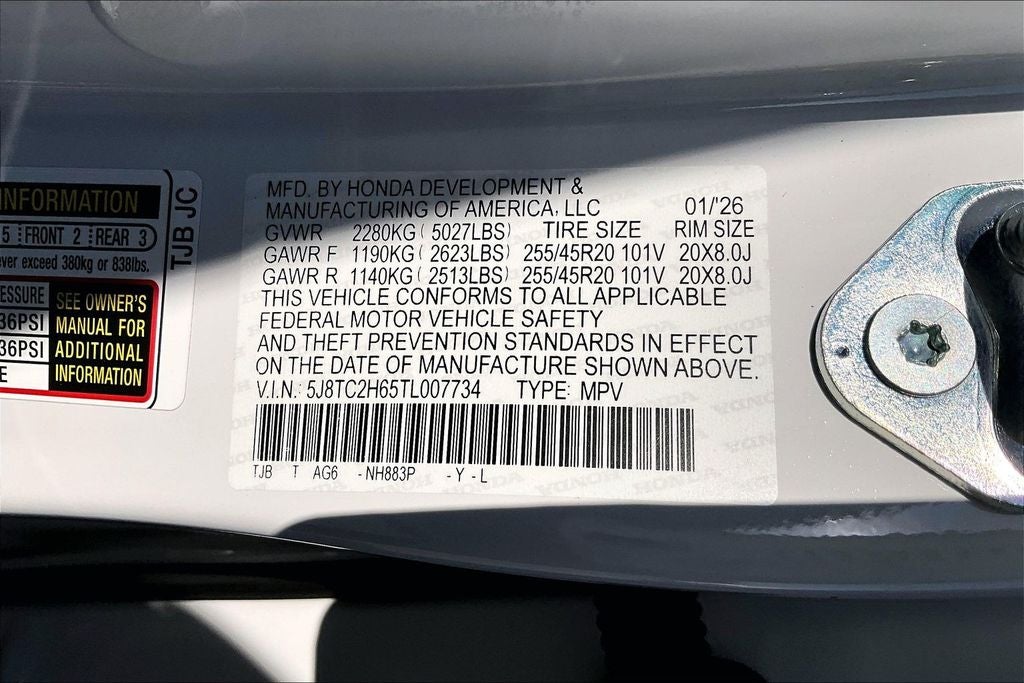 INFORMATION
5 FRONT 2 REAR 3
ever exceed 380kg or 838lbs.
ESSURE
36PSI
36PSI
E
SEE OWNER'S
MANUAL FOR
ADDITIONAL
INFORMATION
TJB JC
MFD. BY HONDA DEVELOPMENT &
MANUFACTURING OF AMERICA, LLC 01/'26
GVWR 2280KG ( 5027LBS) TIRE SIZE RIM SIZE
GAWR F 1190KG ( 2623LBS) 255/45R20 101V 20X8.0J
GAWR R 1140KG ( 2513LBS) 255/45R20 101V 20X8.0J
THIS VEHICLE CONFORMS TO ALL APPLICABLE
FEDERAL MOTOR VEHICLE SAFETY
AND THEFT PREVENTION STANDARDS IN EFFECT
ON THE DATE OF MANUFACTURE SHOWN ABOVE.
V.I.N.: 5J8TC2H65TL007734 TYPE: MPV
TJB T AG6 -NH883P -Y-L